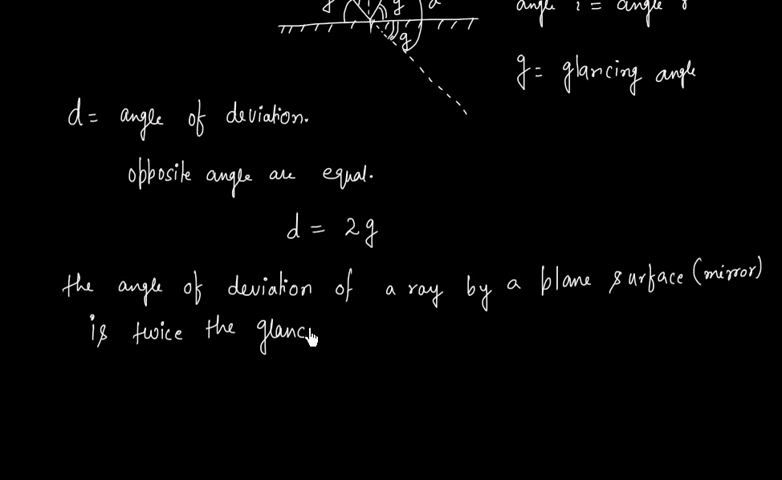 g g d
angle i = angle r
g
g = glancing angle
d = angle of deviation.
opposite angle are equal.
d = 2g
the angle of deviation of a ray by a plane surface (mirror)
is twice the glanc